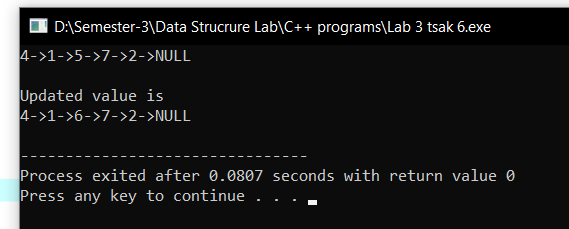 D:\Semester-3\Data Strucrure Lab\C++ programs\Lab 3 tsak 6.exe
4->1->5->7->2->NULL
Updated value is
4->1->6->7->2->NULL
--------------------------------
Process exited after 0.0807 seconds with return value 0
Press any key to continue . . .